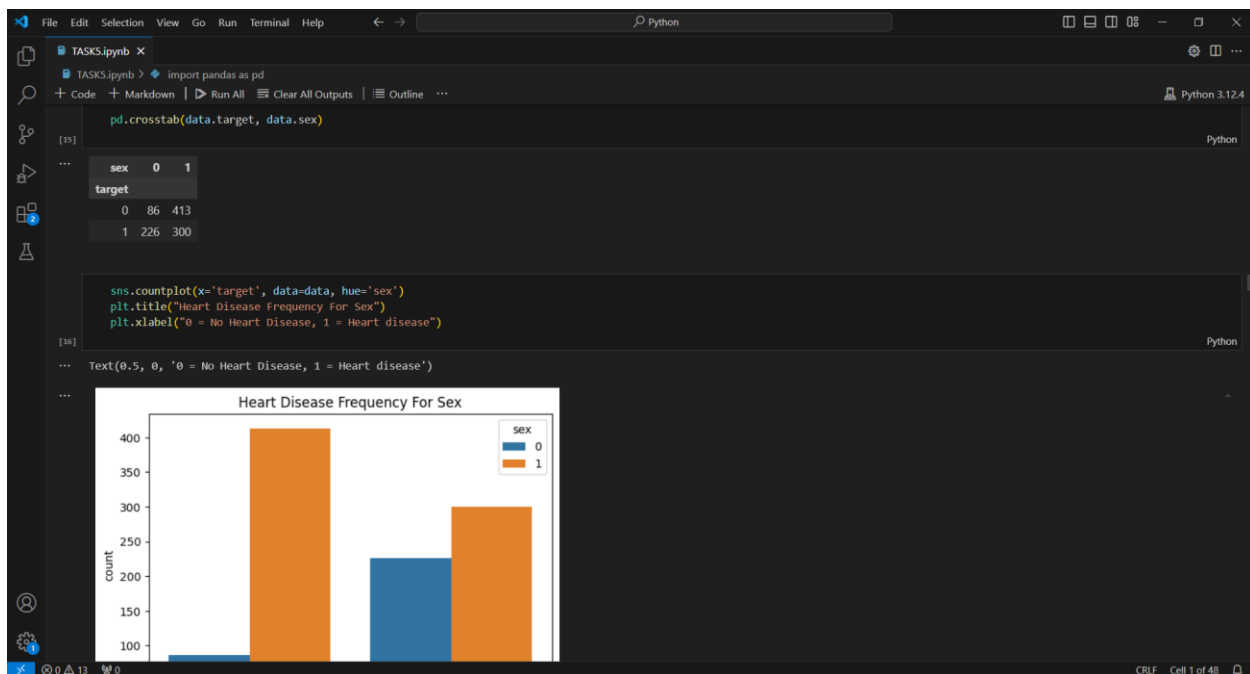 File Edit Selection View Go Run Terminal Help
Python
TASK5.ipynb
TASK5.ipynb > import pandas as pd
+ Code + Markdown | Run All Clear All Outputs | Outline ...
Python 3.12.4
pd.crosstab(data.target, data.sex)
[15]
Python
sex 0 1
target
0 86 413
1 226 300
sns.countplot(x='target', data=data, hue='sex')
plt.title("Heart Disease Frequency For Sex")
plt.xlabel("0 = No Heart Disease, 1 = Heart disease")
[16]
Python
Text(0.5, 0, '0 = No Heart Disease, 1 = Heart disease')
Heart Disease Frequency For Sex
sex
0
1
400
350
300
250
200
150
100
count
2
1
0 13 0
CRLF Cell 1 of 48